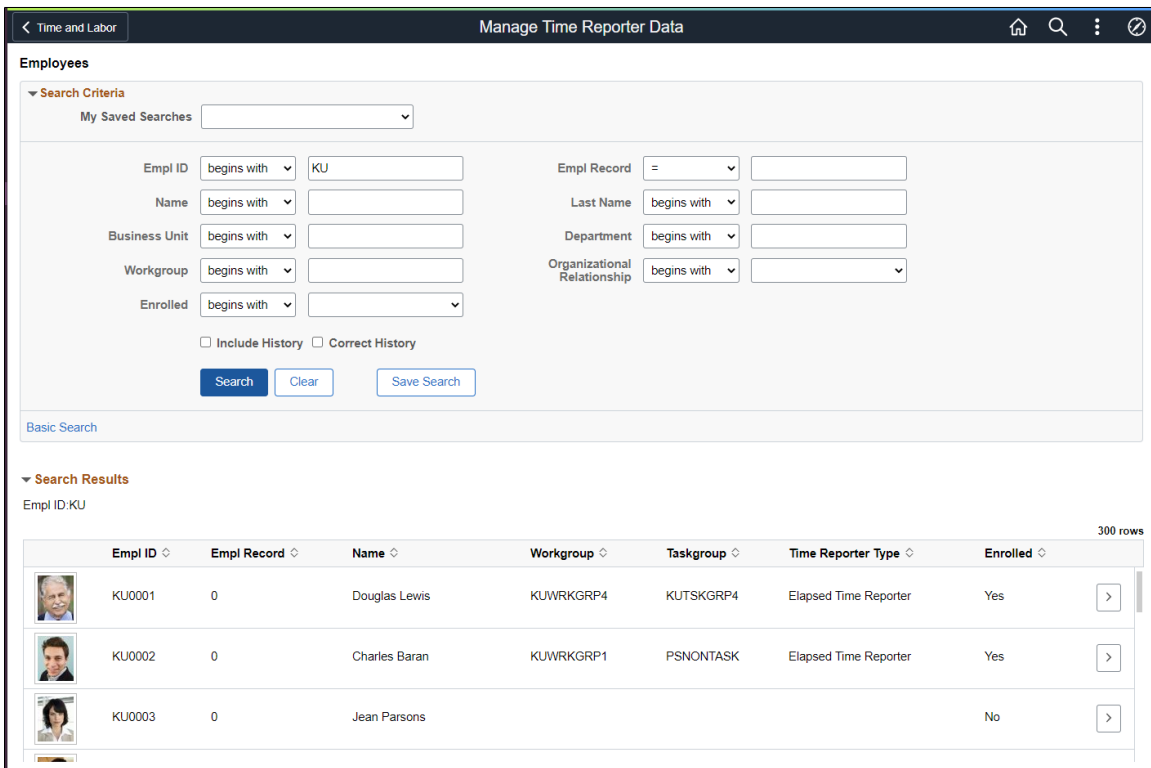 Time and Labor Manage Time Reporter Data
Employees
Search Criteria
My Saved Searches
Empl ID begins with KU Empl Record =
Name begins with Last Name begins with
Business Unit begins with Department begins with
Workgroup begins with Organizational Relationship begins with
Enrolled begins with
Include History Correct History
Search Clear Save Search
Basic Search
Search Results
Empl ID:KU
300 rows
Empl ID Empl Record Name Workgroup Taskgroup Time Reporter Type Enrolled
KU0001 0 Douglas Lewis KUWRKGRP4 KUTSKGRP4 Elapsed Time Reporter Yes
KU0002 0 Charles Baran KUWRKGRP1 PSNONTASK Elapsed Time Reporter Yes
KU0003 0 Jean Parsons No